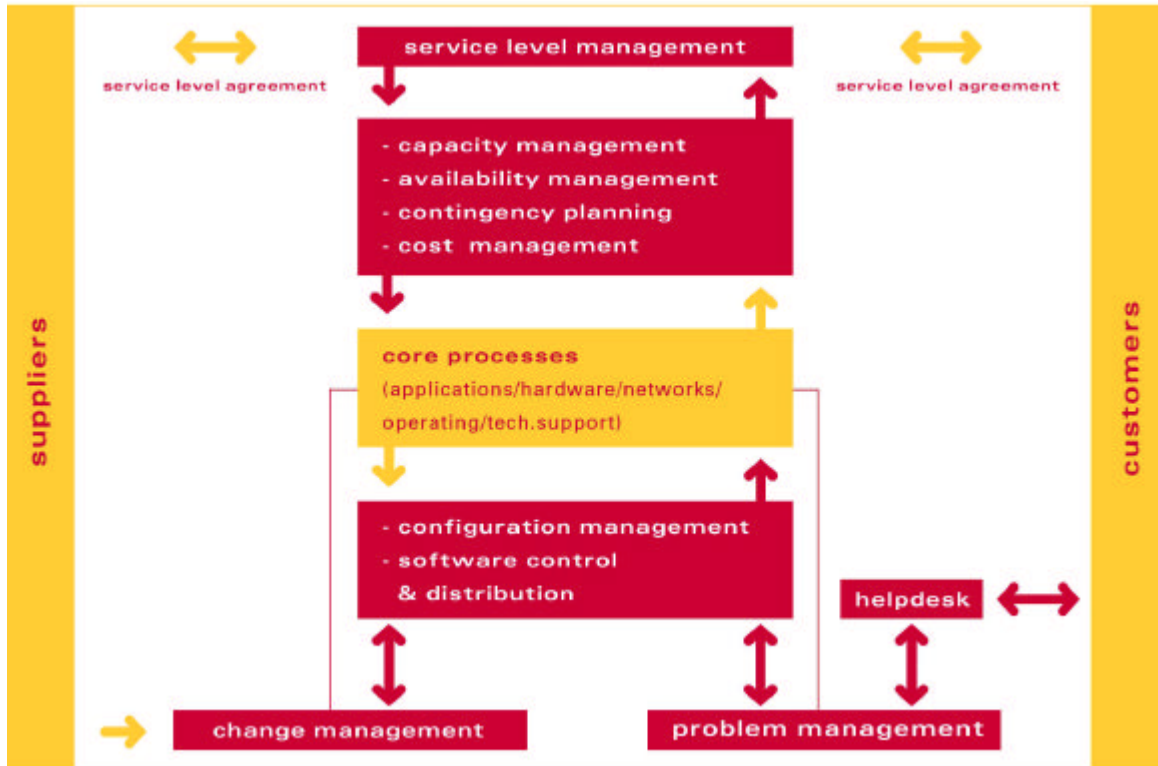 service level management
service level agreement
service level agreement
- capacity management
- availability management
- contingency planning
- cost management
suppliers
customers
core processes
(applications/hardware/networks/
operating/tech.support)
- configuration management
- software control
& distribution
helpdesk
change management
problem management